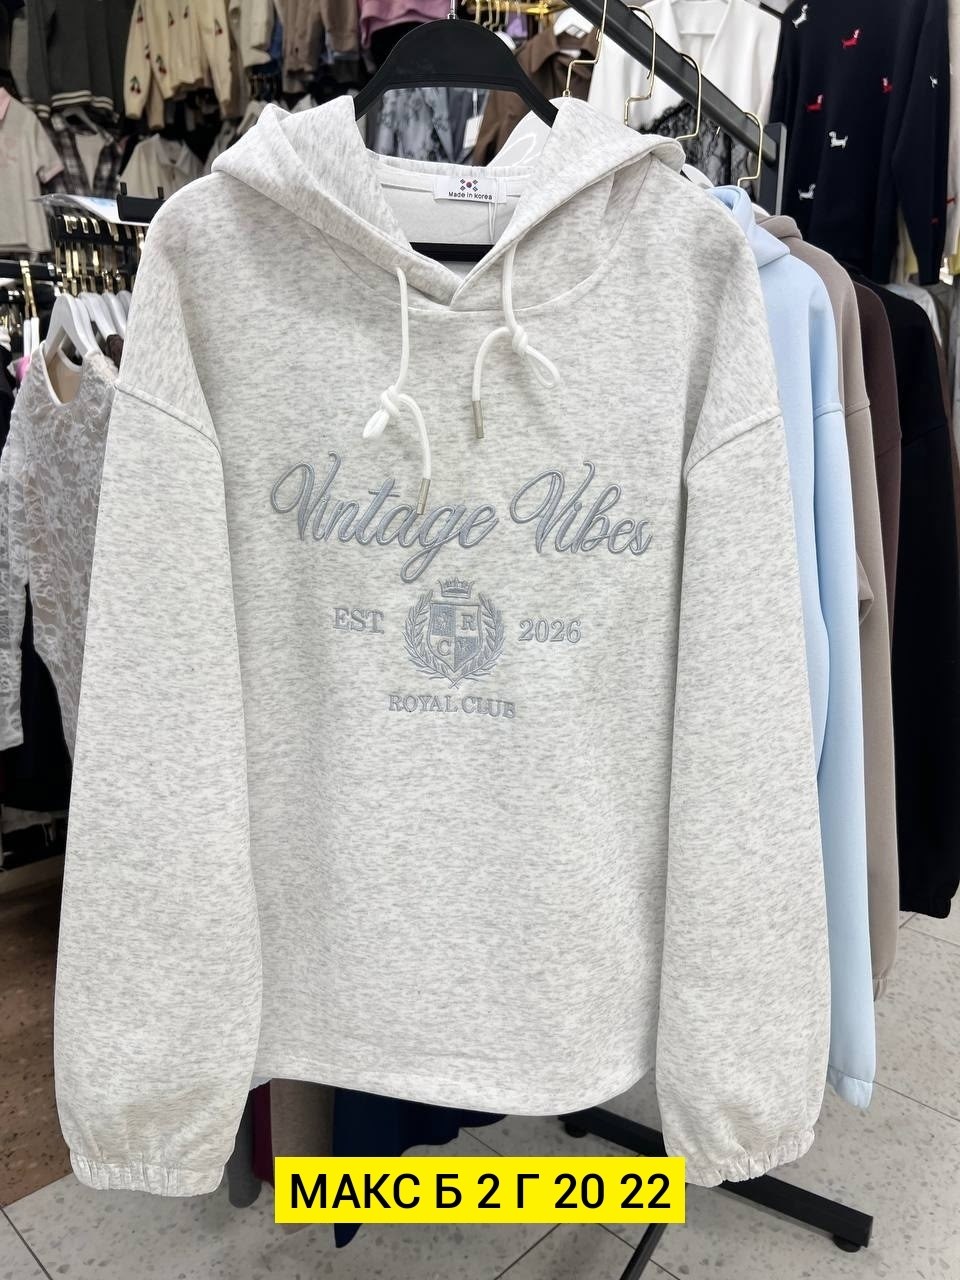 Made in Korea
Vintage Vibes
EST 2026
R
C
ROYAL CLUB
МАКС Б 2 Г 20 22